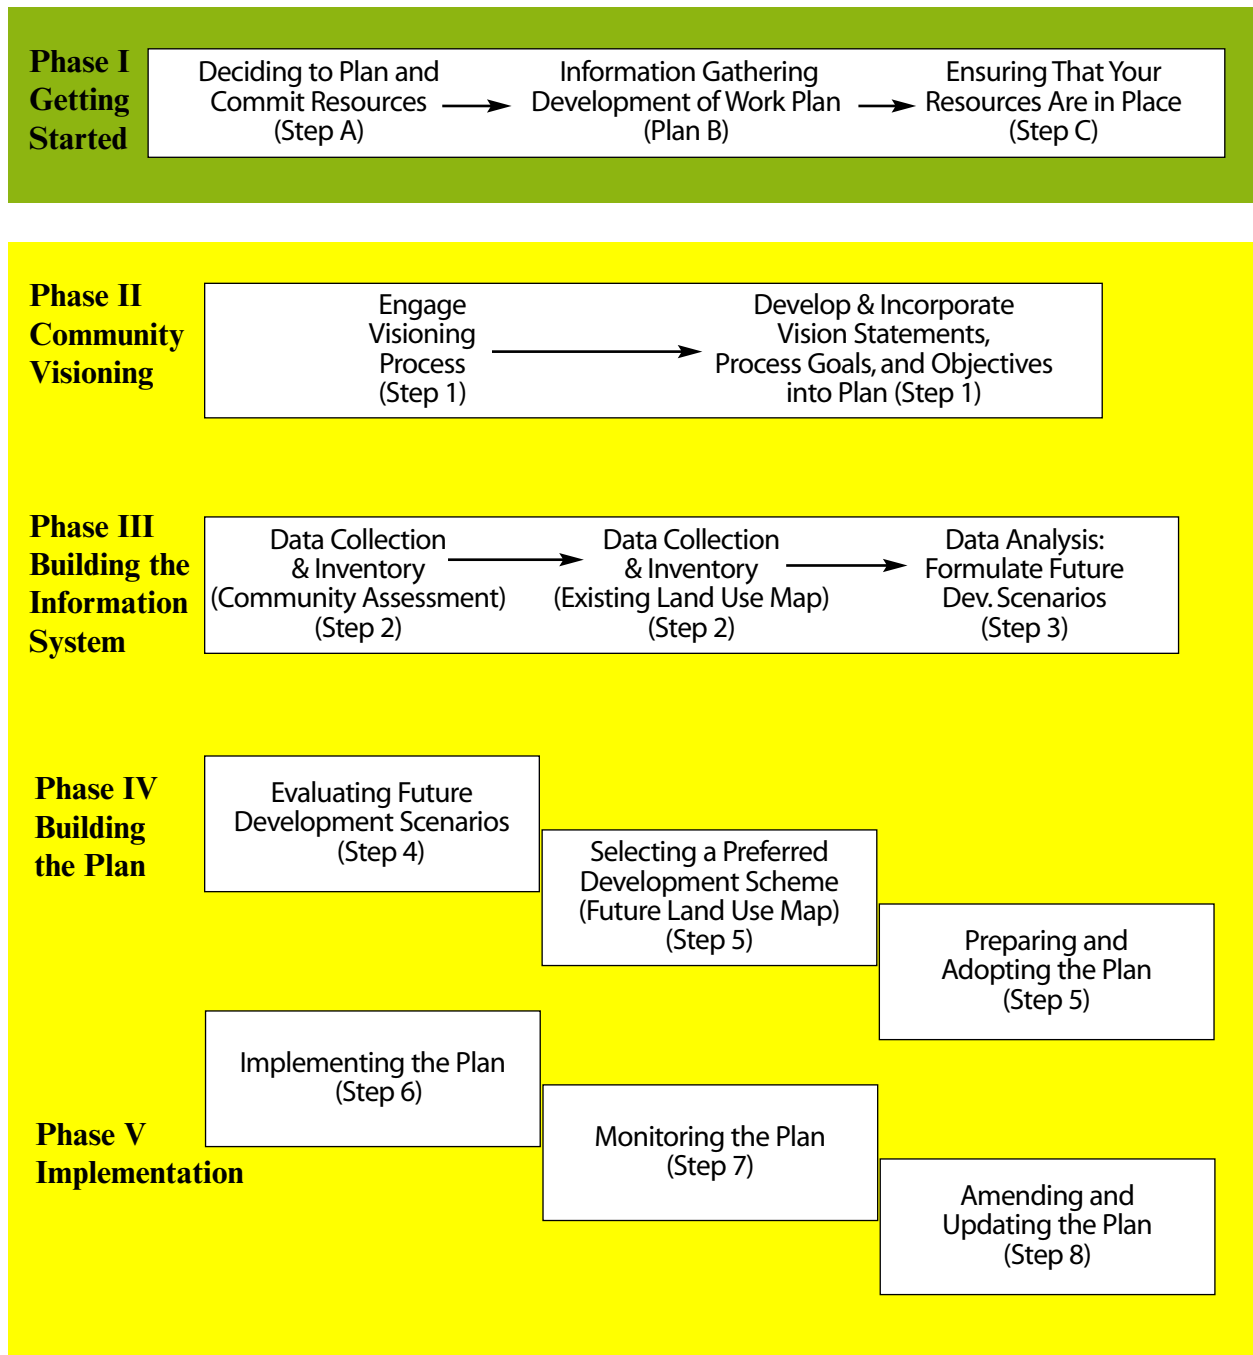 Phase I
Getting
Started
Deciding to Plan and
Commit Resources
(Step A)
Information Gathering
Development of Work Plan
(Plan B)
Ensuring That Your
Resources Are in Place
(Step C)
Phase II
Community
Visioning
Engage
Visioning
Process
(Step 1)
Develop & Incorporate
Vision Statements,
Process Goals, and Objectives
into Plan (Step 1)
Phase III
Building the
Information
System
Data Collection
& Inventory
(Community Assessment)
(Step 2)
Data Collection
& Inventory
(Existing Land Use Map)
(Step 2)
Data Analysis:
Formulate Future
Dev. Scenarios
(Step 3)
Phase IV
Building
the Plan
Evaluating Future
Development Scenarios
(Step 4)
Selecting a Preferred
Development Scheme
(Future Land Use Map)
(Step 5)
Preparing and
Adopting the Plan
(Step 5)
Phase V
Implementation
Implementing the Plan
(Step 6)
Monitoring the Plan
(Step 7)
Amending and
Updating the Plan
(Step 8)